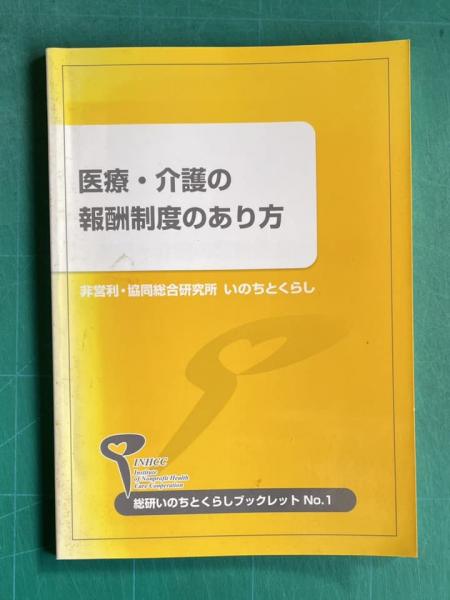 医療・介護の
報酬制度のあり方
非営利・協同総合研究所 いのちとくらし
INHCC
Institute
of Nonprofit Health
Care Cooperation
総研いのちとくらしブックレット No.1